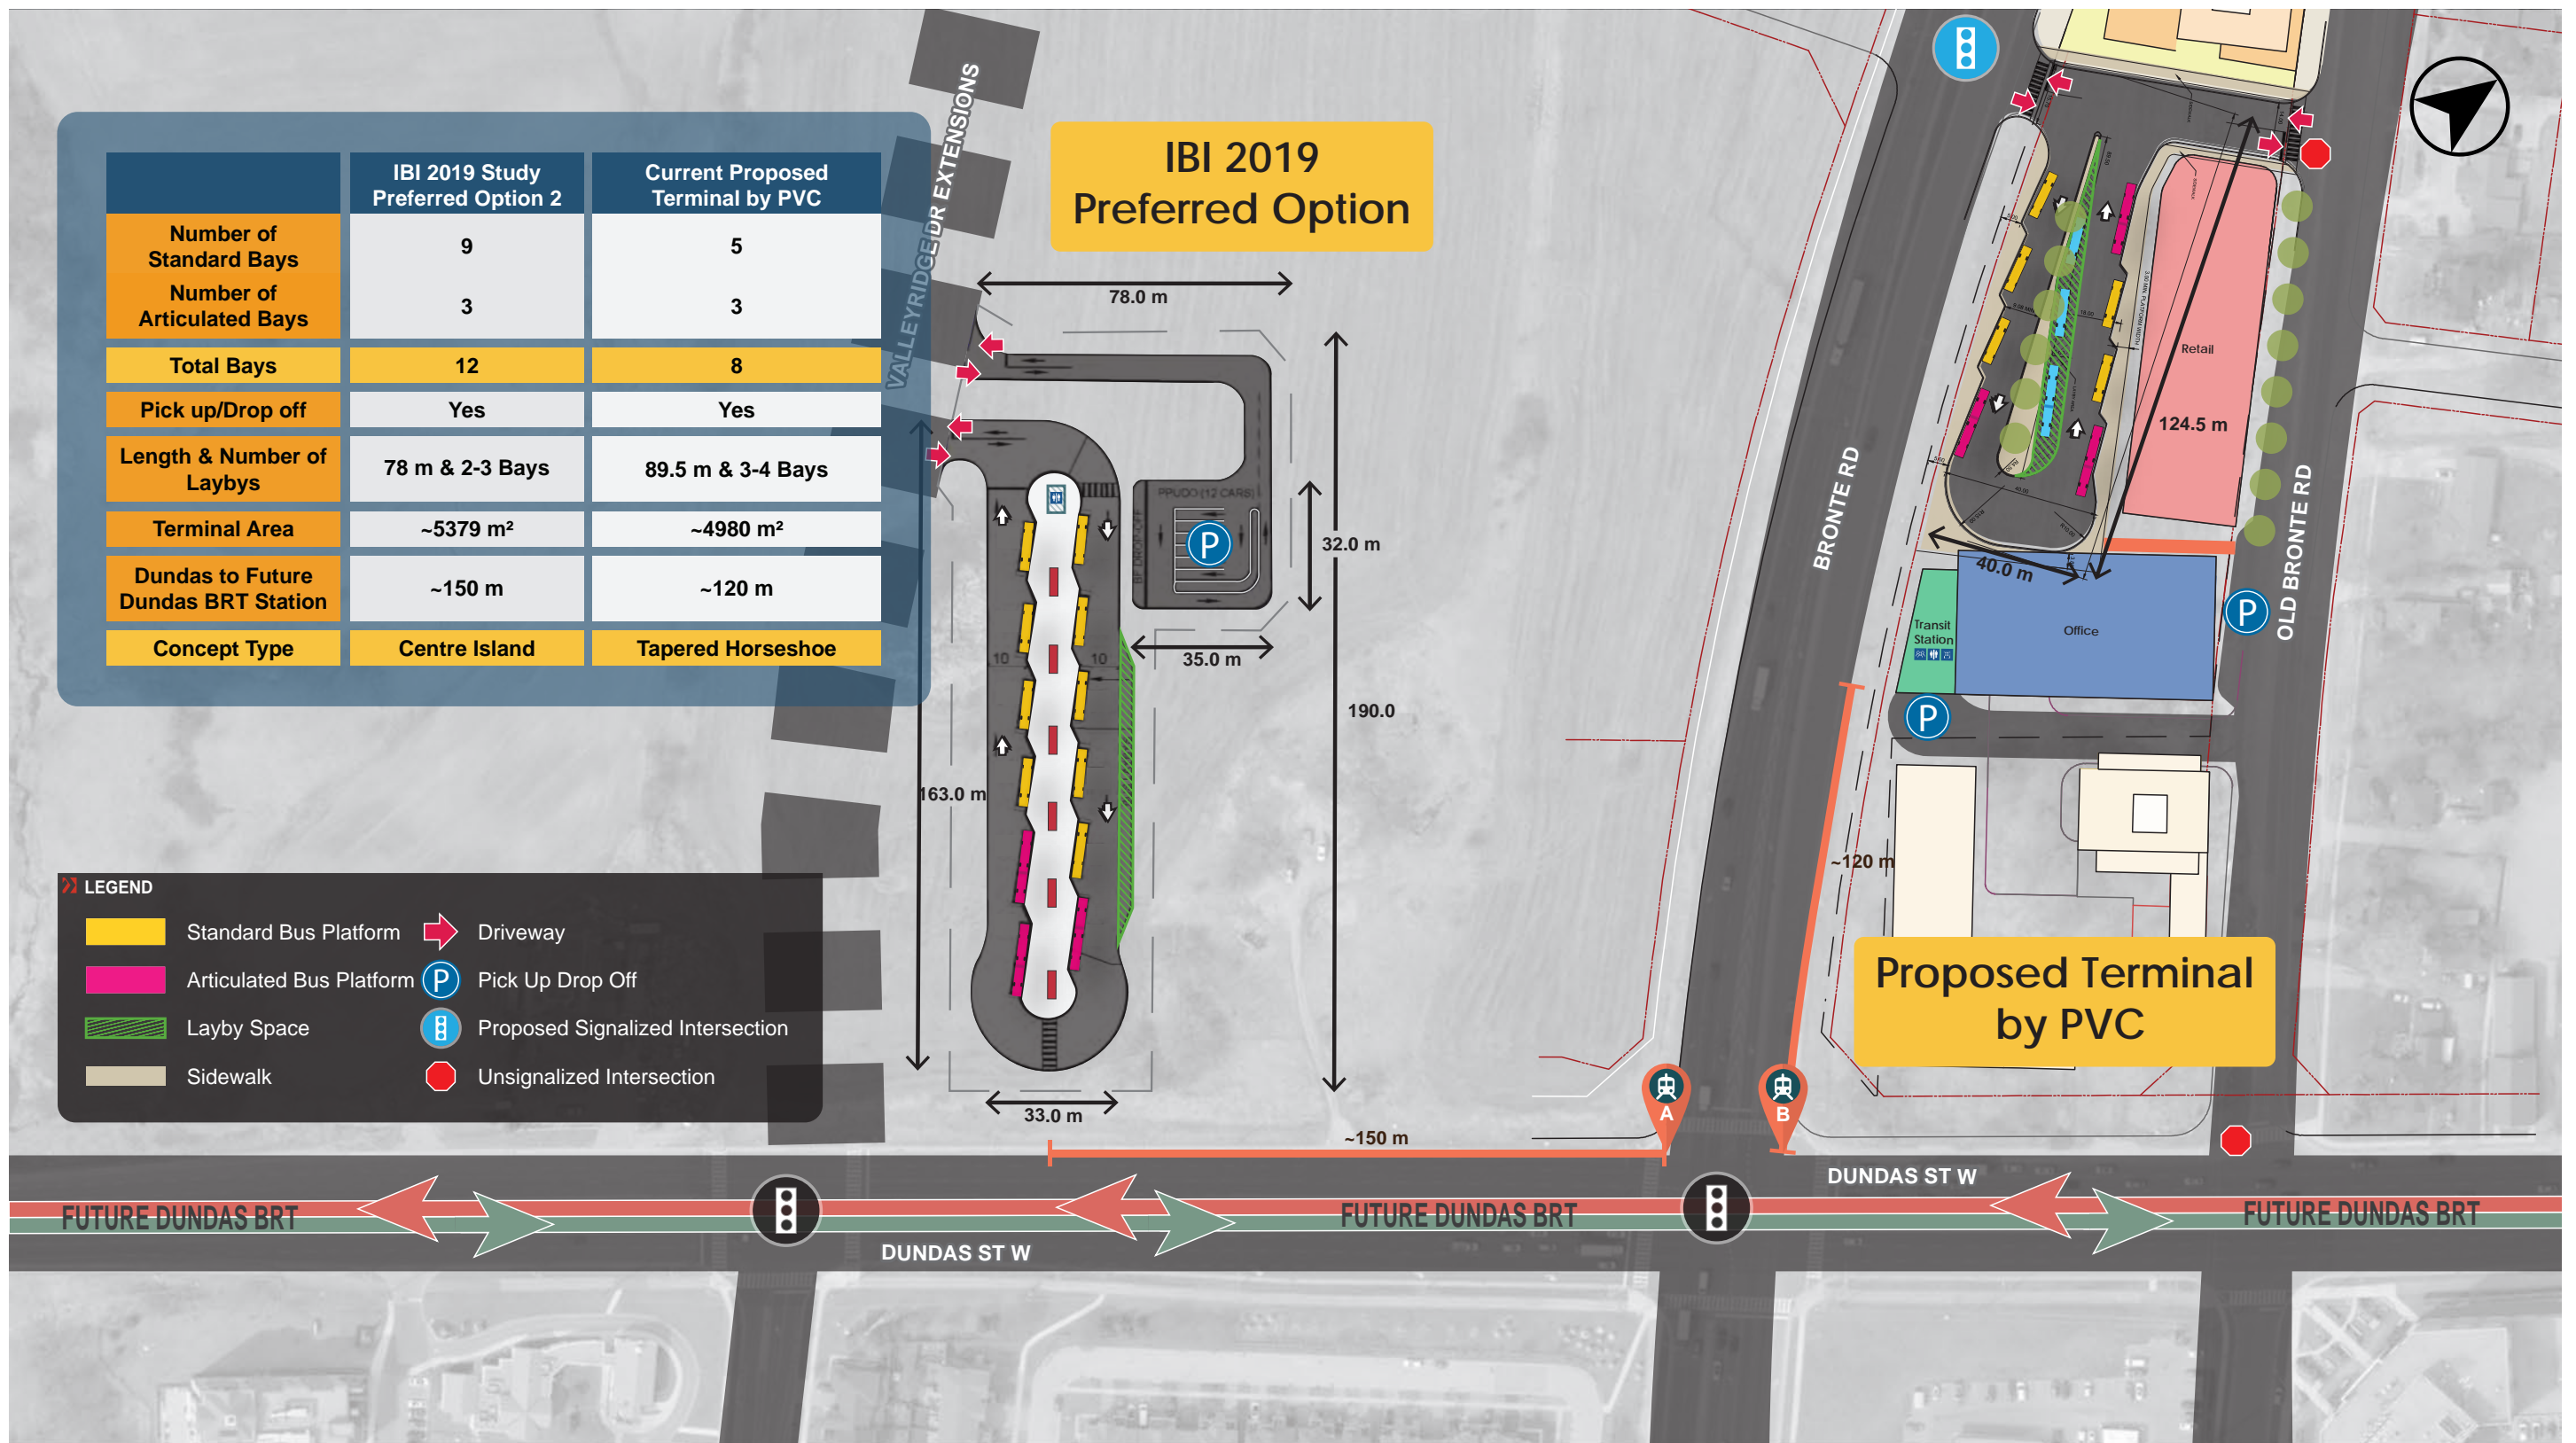 IBI 2019 Study
Preferred Option 2
Current Proposed
Terminal by PVC
Number of
Standard Bays
9
5
Number of
Articulated Bays
3
3
Total Bays
12
8
Pick up/Drop off
Yes
Yes
Length & Number of
Laybys
78 m & 2-3 Bays
89.5 m & 3-4 Bays
Terminal Area
~5379 m²
~4980 m²
Dundas to Future
Dundas BRT Station
~150 m
~120 m
Concept Type
Centre Island
Tapered Horseshoe
VALLEYRIDGE DR EXTENSIONS
IBI 2019
Preferred Option
78.0 m
PPUDO (12 CARS)
P
32.0 m
35.0 m
10
10
190.0
163.0 m
33.0 m
~150 m
LEGEND
Standard Bus Platform
Driveway
Articulated Bus Platform
P
Pick Up Drop Off
Layby Space
Proposed Signalized Intersection
Sidewalk
Unsignalized Intersection
BRONTE RD
Retail
124.5 m
40.0 m
OLD BRONTE RD
Transit
Station
Office
P
P
~120 m
Proposed Terminal
by PVC
A
B
DUNDAS ST W
FUTURE DUNDAS BRT
FUTURE DUNDAS BRT
FUTURE DUNDAS BRT
DUNDAS ST W